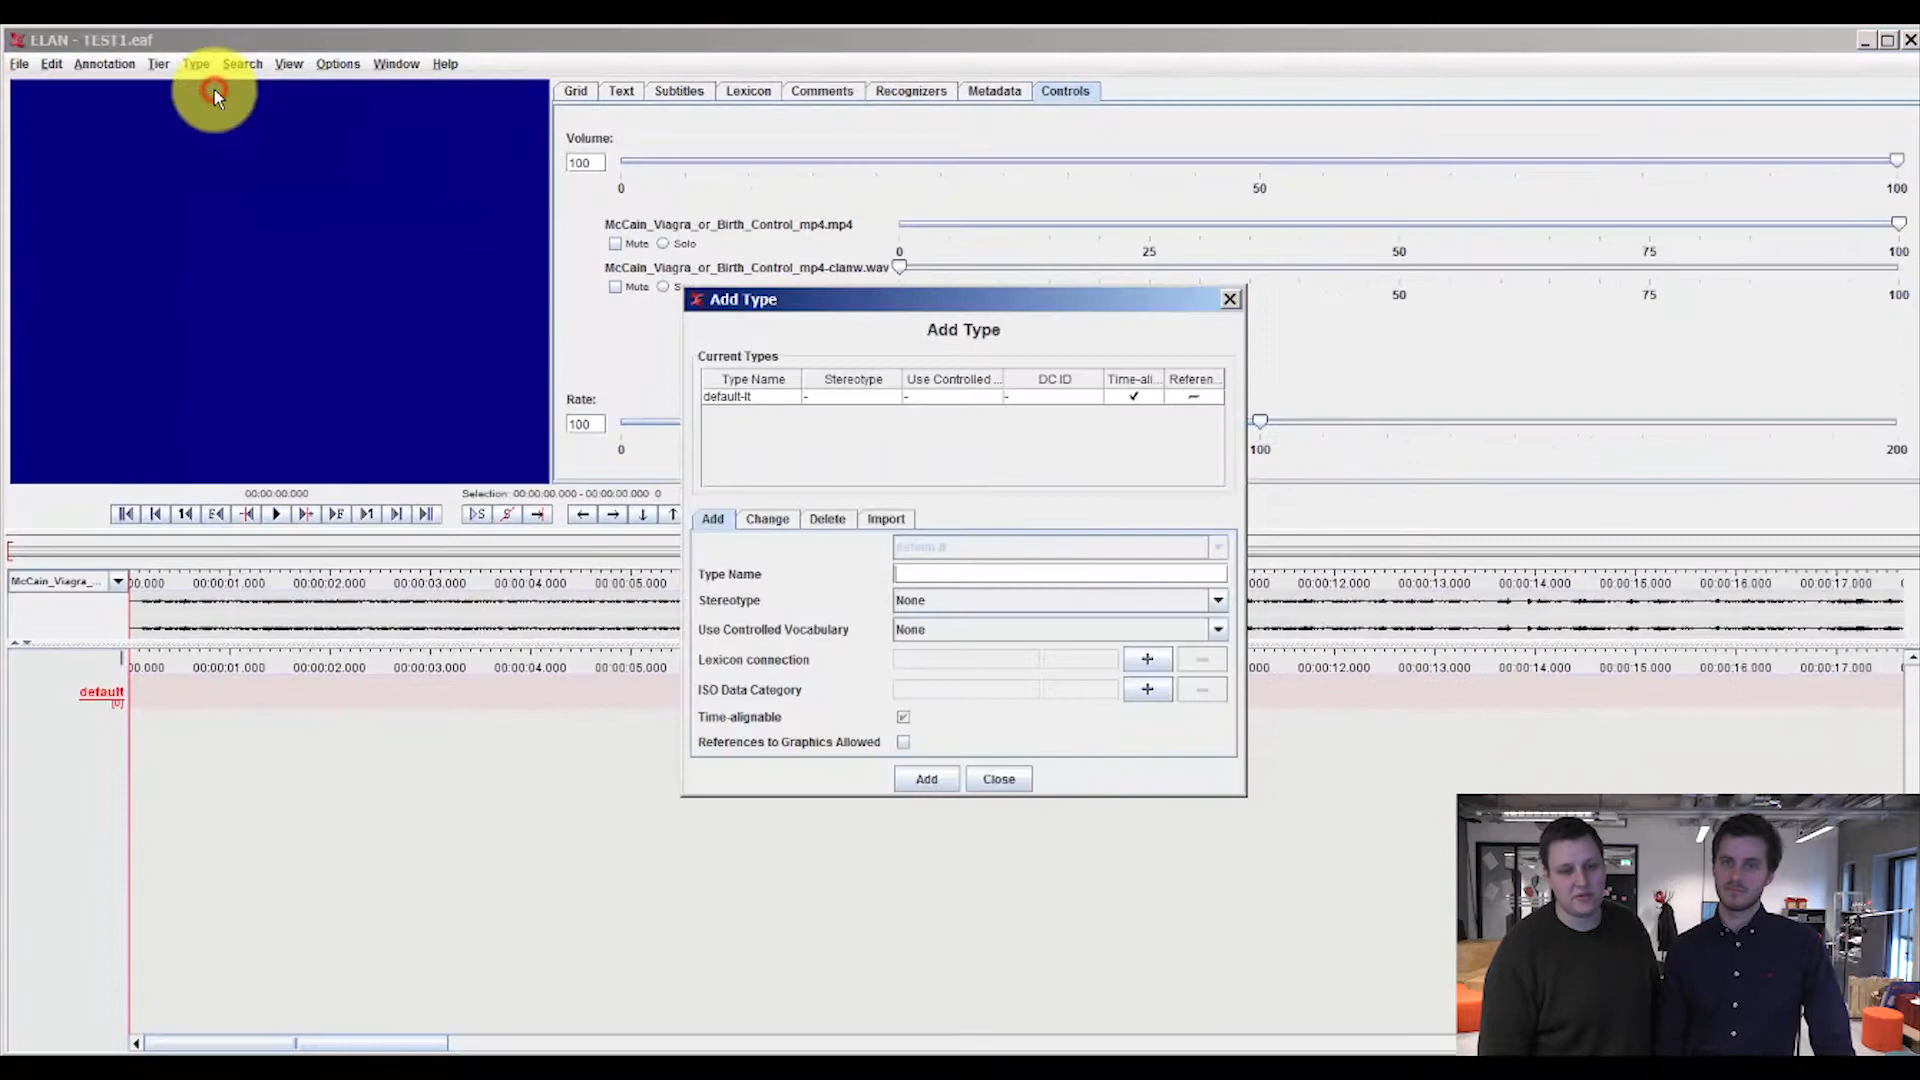 ELAN - TEST1.eaf
File Edit Annotation Tier Type Search View Options Window Help
Grid Text Subtitles Lexicon Comments Recognizers Metadata Controls
Volume:
100
0 50 100
McCain_Viagra_or_Birth_Control_mp4.mp4
Mute Solo
0 25 50 75 100
McCain_Viagra_or_Birth_Control_mp4-clanw.wav
Mute S
50 75 100
Rate:
100
0 100 200
Add Type
Add Type
Current Types
Type Name Stereotype Use Controlled ... DC ID Time-ali... Referen...
default-lt - - -
00:00:00.000
Selection: 00:00:00.000 - 00:00:00.000 0
Add Change Delete Import
default-lt
Type Name
Stereotype None
Use Controlled Vocabulary None
Lexicon connection
ISO Data Category
Time-alignable
References to Graphics Allowed
Add Close
McCain_Viagra_...
00.000 00:00:01.000 00:00:02.000 00:00:03.000 00:00:04.000 00:00:05.000 000 00:00:12.000 00:00:13.000 00:00:14.000 00:00:15.000 00:00:16.000 00:00:17.000
00.000 00:00:01.000 00:00:02.000 00:00:03.000 00:00:04.000 00:00:05.000 000 00:00:12.000 00:00:13.000 00:00:14.000 00:00:15.000 00:00:16.000 00:00:17.000
default
[0]